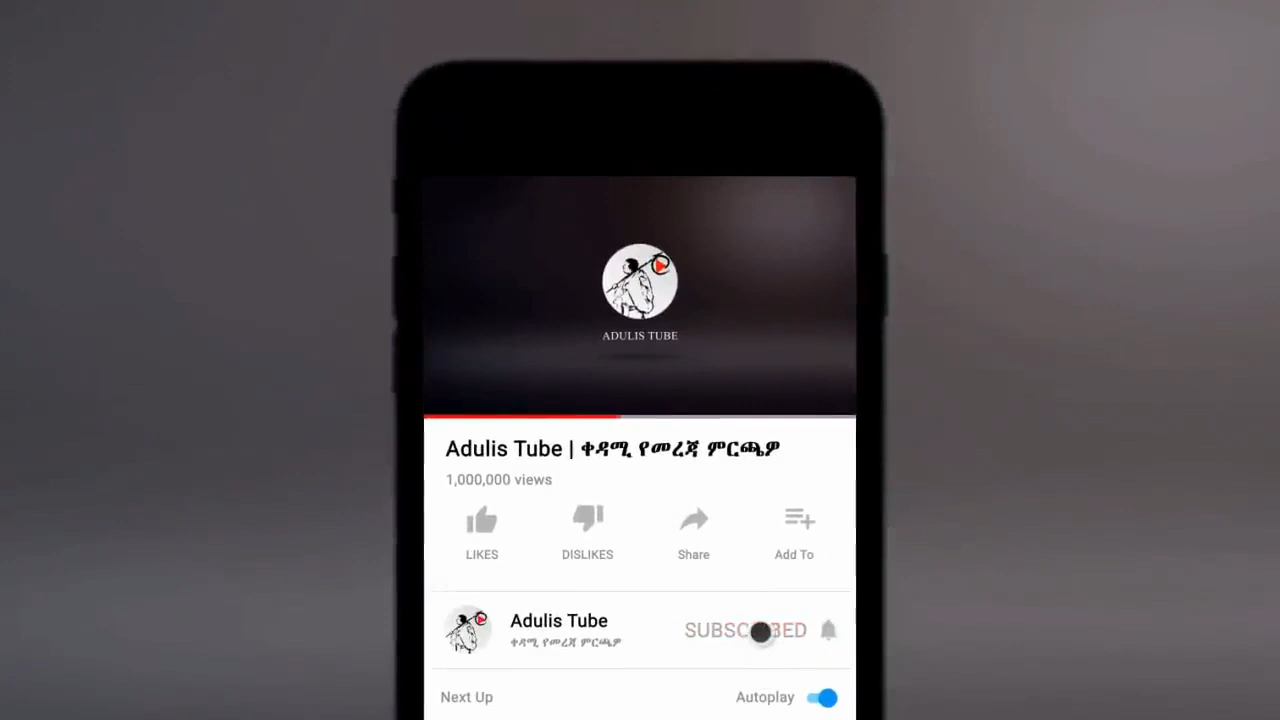 ADULIS TUBE
Adulis Tube | ቀዳሚ የመረጃ ምርጫዎ
1,000,000 views
LIKES
DISLIKES
Share
Add To
Adulis Tube
SUBSCRIBED
ቀዳሚ የመረጃ ምርጫዎ
Next Up
Autoplay